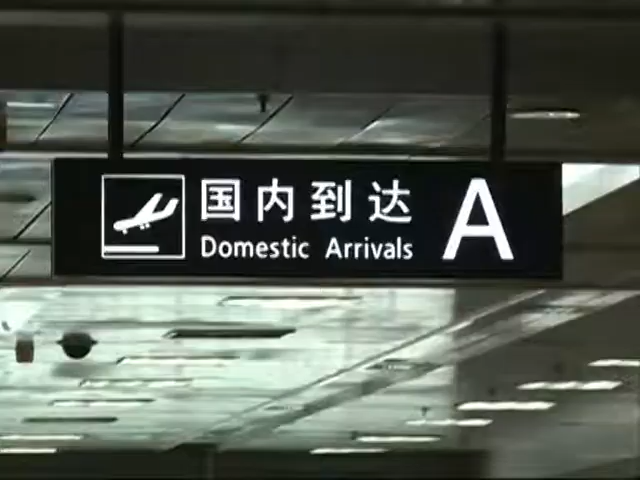 国内到达 A
Domestic Arrivals